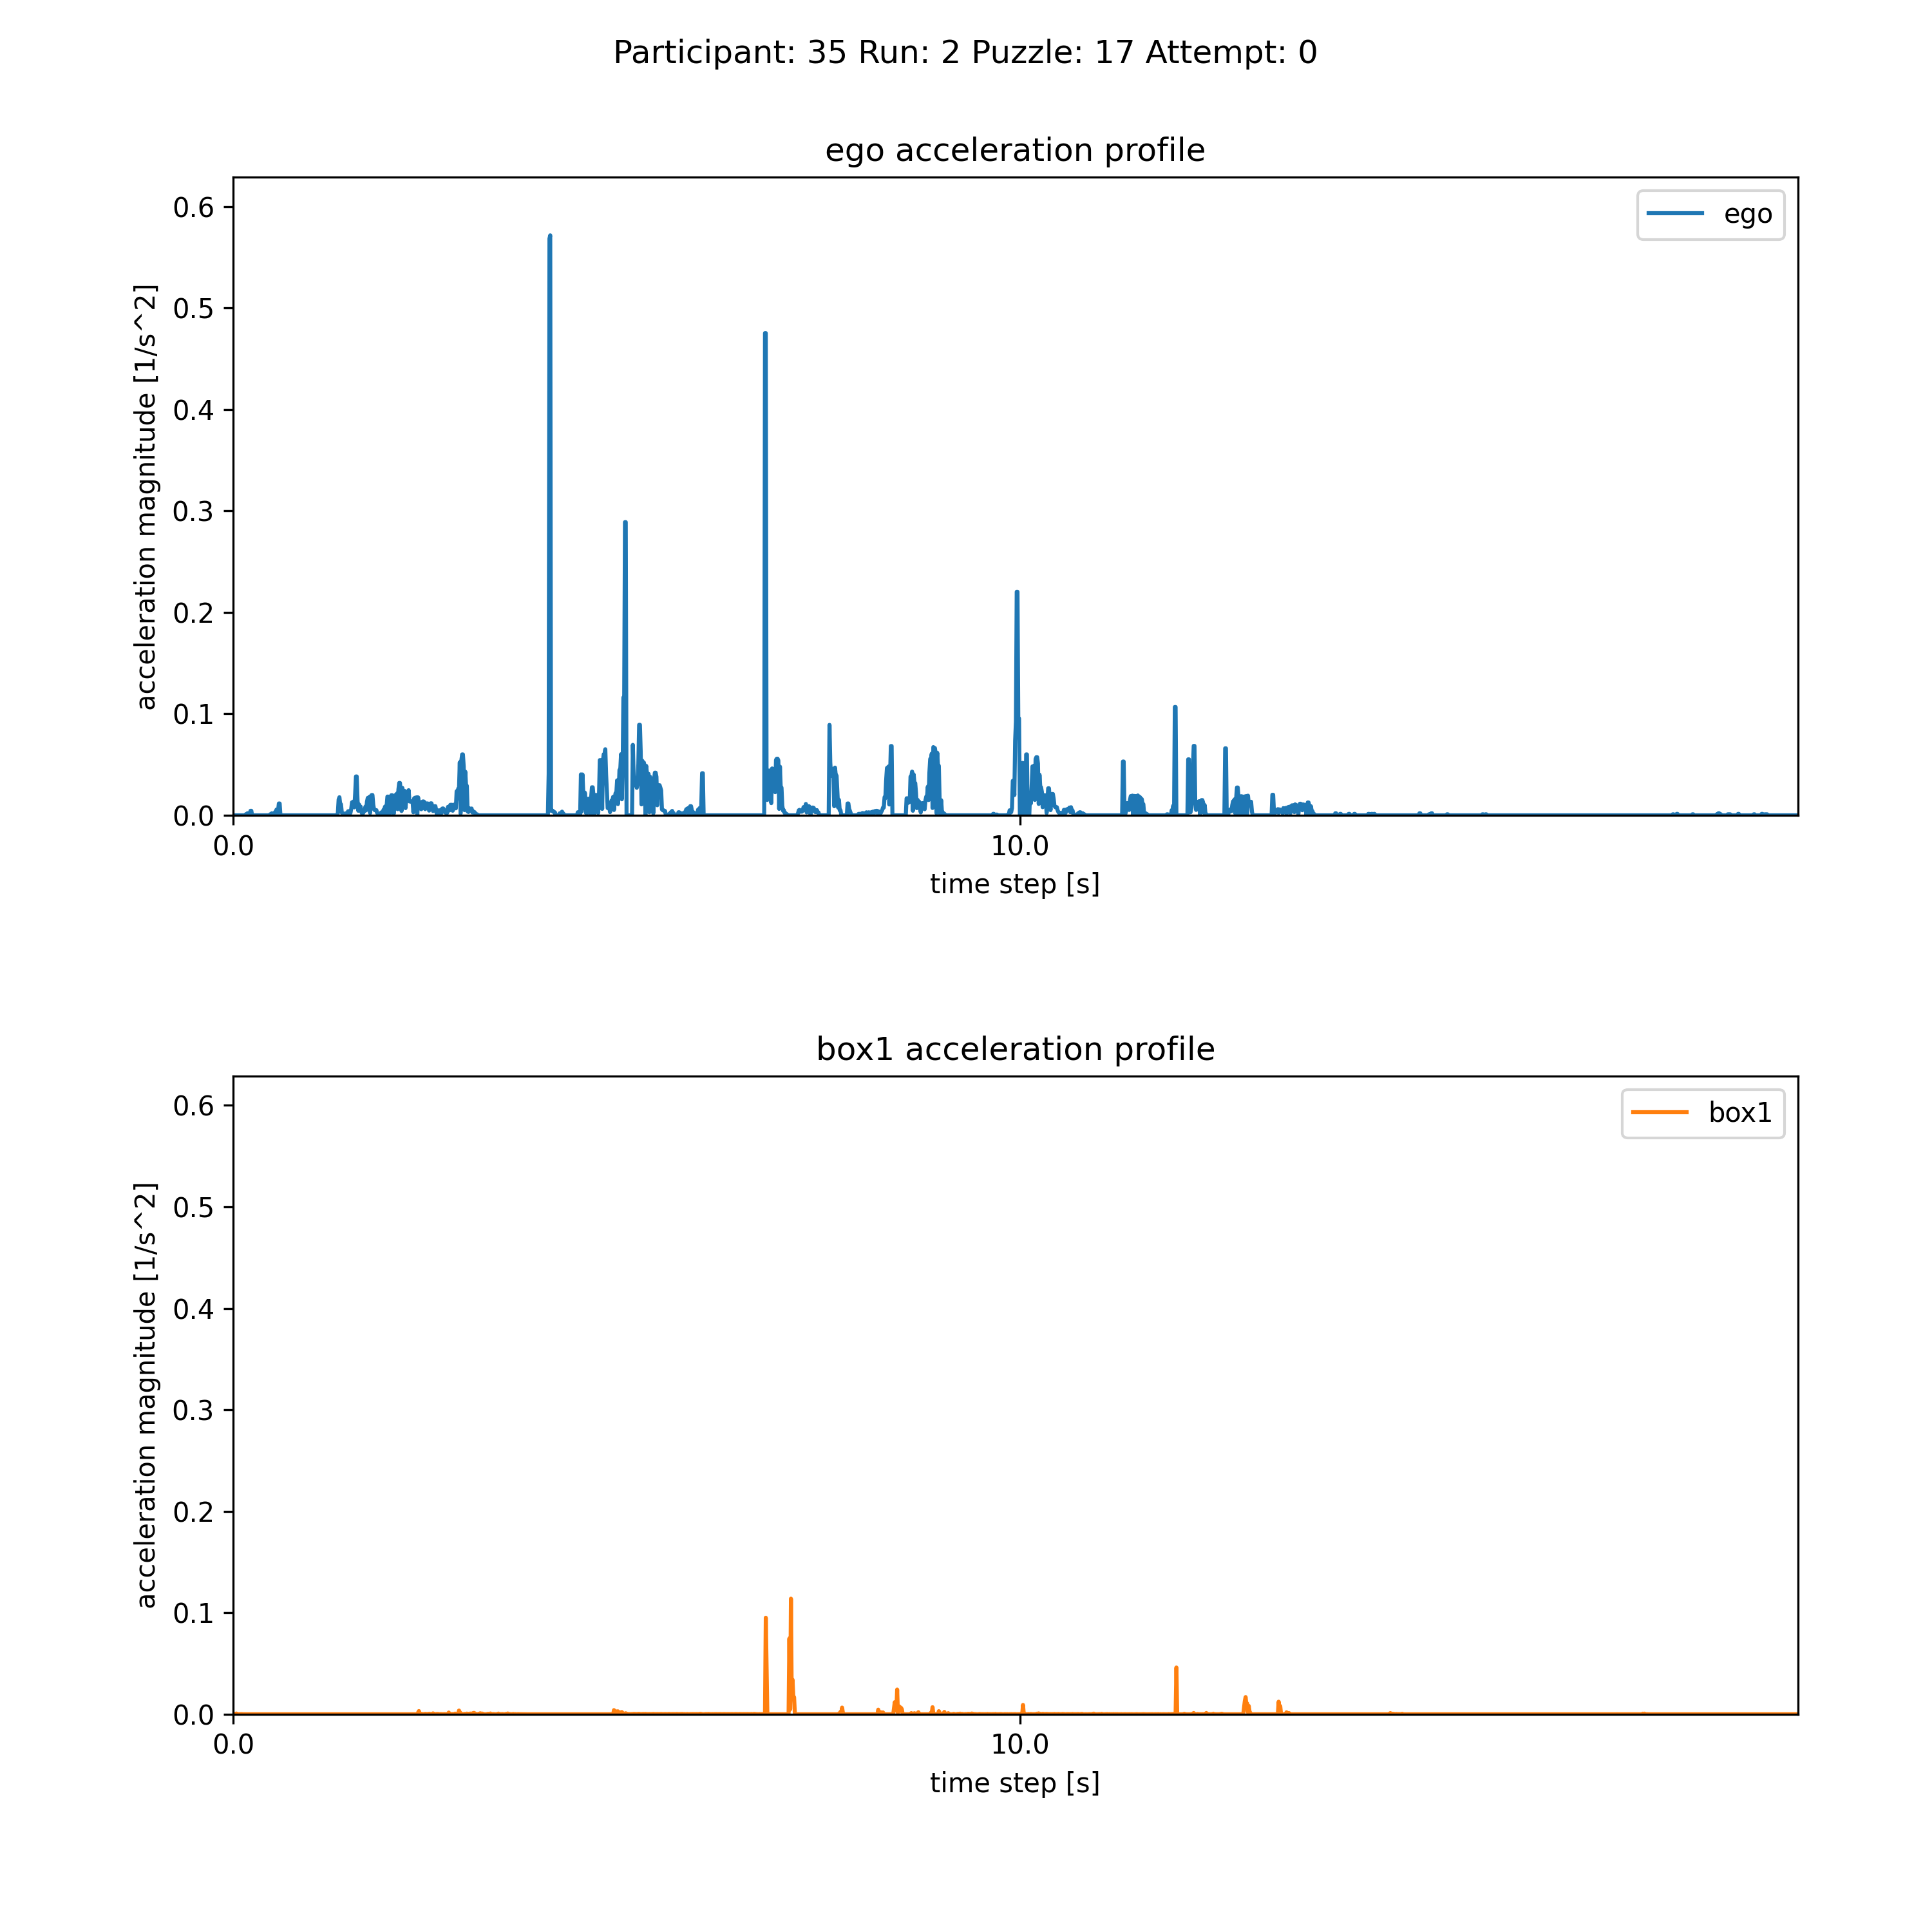 Participant: 35 Run: 2 Puzzle: 17 Attempt: 0
ego acceleration profile
ego
acceleration magnitude [1/s^2]
0.6
0.5
0.4
0.3
0.2
0.1
0.0
0.0 10.0
time step [s]
box1 acceleration profile
box1
acceleration magnitude [1/s^2]
0.6
0.5
0.4
0.3
0.2
0.1
0.0
0.0 10.0
time step [s]